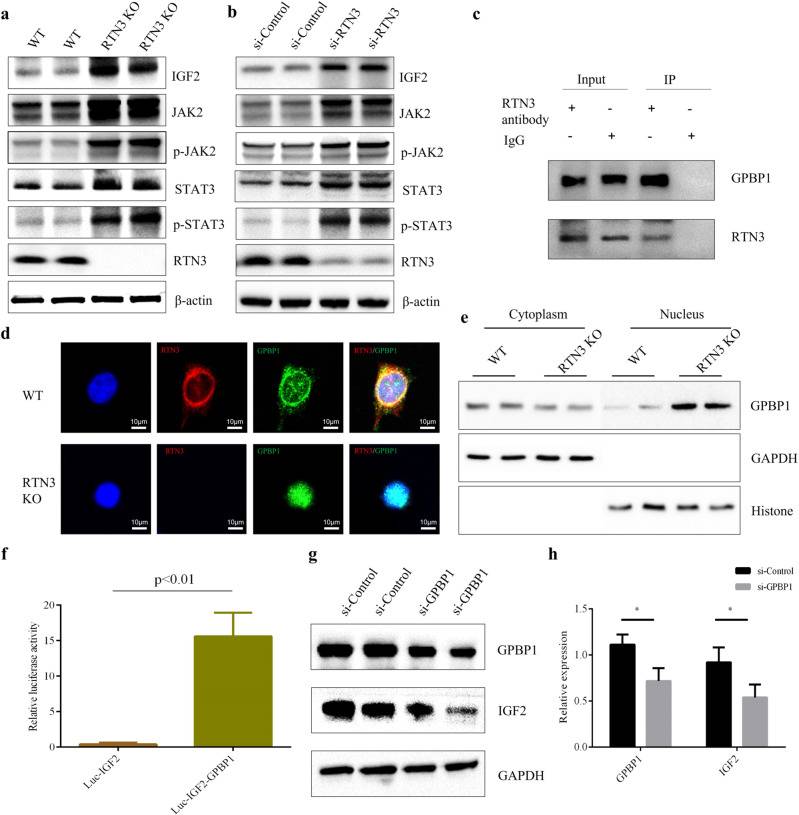 a
WT
WT
RTN3 KO
RTN3 KO
IGF2
JAK2
p-JAK2
STAT3
p-STAT3
RTN3
β-actin
b
si-Control
si-Control
si-RTN3
si-RTN3
IGF2
JAK2
p-JAK2
STAT3
p-STAT3
RTN3
β-actin
c
Input IP
RTN3 antibody + - + -
IgG - + - +
GPBP1
RTN3
d
RTN3 GPBP1 RTN3/GPBP1
WT
10μm 10μm 10μm 10μm
RTN3 GPBP1 RTN3/GPBP1
RTN3
KO
10μm 10μm 10μm 10μm
e
Cytoplasm Nucleus
WT RTN3 KO WT RTN3 KO
GPBP1
GAPDH
Histone
f
p<0.01
Relative luciferase activity
20
15
10
5
0
Luc-IGF2
Luc-IGF2-GPBP1
g
si-Control
si-Control
si-GPBP1
si-GPBP1
GPBP1
IGF2
GAPDH
h
si-Control
si-GPBP1
Relative expression
1.5
1.0
0.5
0.0
* *
GPBP1
IGF2